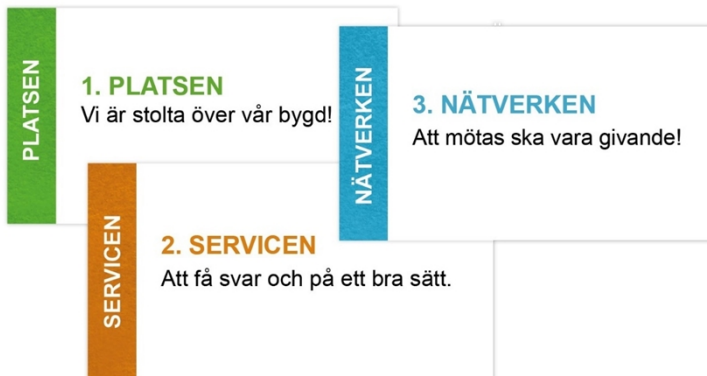 PLATSEN
1. PLATSEN
Vi är stolta över vår bygd!
SERVICEN
2. SERVICEN
Att få svar och på ett bra sätt.
NÄTVERKEN
3. NÄTVERKEN
Att mötas ska vara givande!